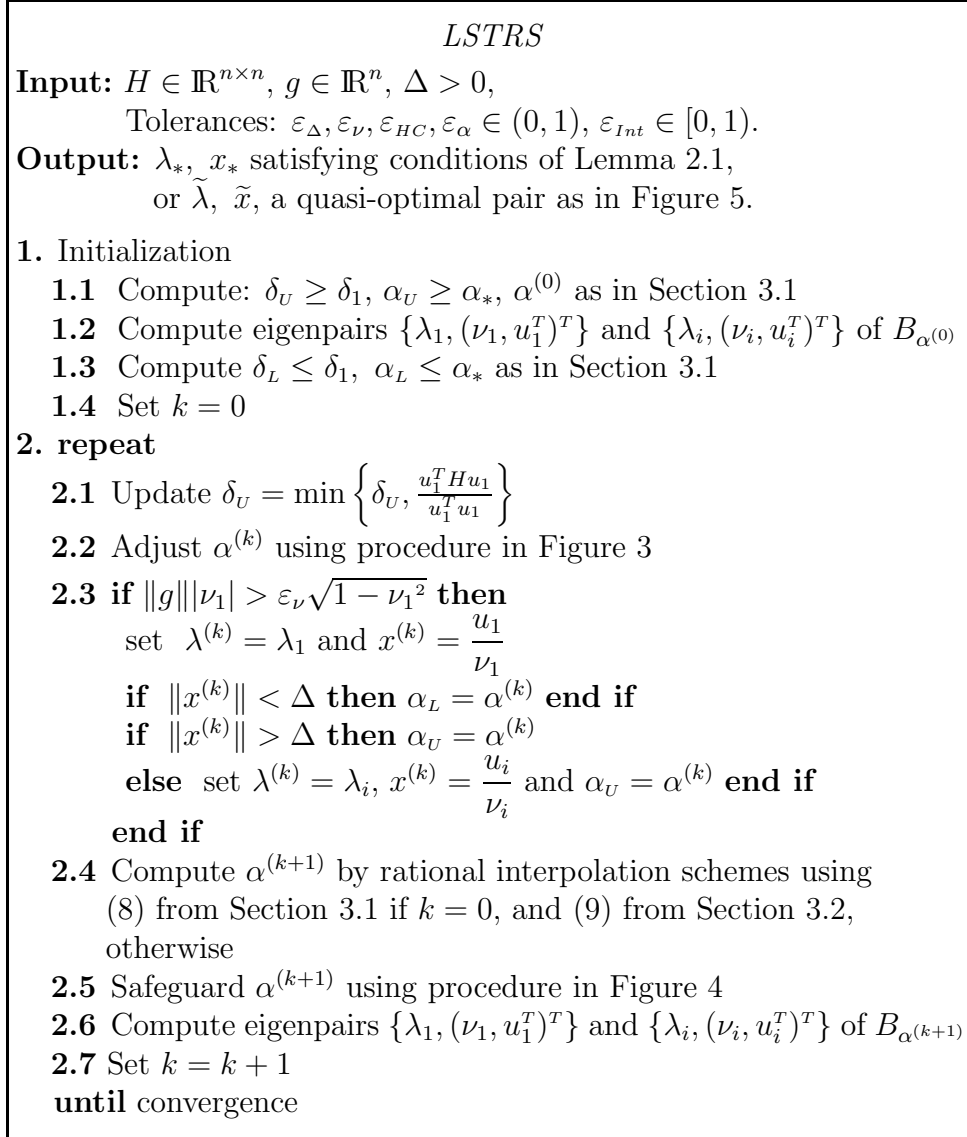 LSTRS
Input: H ∈ ℝ^{n×n}, g ∈ ℝ^n, Δ > 0,
Tolerances: ε_Δ, ε_ν, ε_{HC}, ε_α ∈ (0, 1), ε_{Int} ∈ [0, 1).
Output: λ_*, x_* satisfying conditions of Lemma 2.1,
or λ̃, x̃, a quasi-optimal pair as in Figure 5.
1. Initialization
1.1 Compute: δ_U ≥ δ_1, α_U ≥ α_*, α^{(0)} as in Section 3.1
1.2 Compute eigenpairs {λ_1, (ν_1, u_1^T)^T} and {λ_i, (ν_i, u_i^T)^T} of B_{α^{(0)}}
1.3 Compute δ_L ≤ δ_1, α_L ≤ α_* as in Section 3.1
1.4 Set k = 0
2. repeat
2.1 Update δ_U = min {δ_U, \frac{u_1^T H u_1}{u_1^T u_1}}
2.2 Adjust α^{(k)} using procedure in Figure 3
2.3 if ‖g‖|ν_1| > ε_ν \sqrt{1 − ν_1^2} then
set λ^{(k)} = λ_1 and x^{(k)} = \frac{u_1}{ν_1}
if ‖x^{(k)}‖ < Δ then α_L = α^{(k)} end if
if ‖x^{(k)}‖ > Δ then α_U = α^{(k)}
else set λ^{(k)} = λ_i, x^{(k)} = \frac{u_i}{ν_i} and α_U = α^{(k)} end if
end if
2.4 Compute α^{(k+1)} by rational interpolation schemes using
(8) from Section 3.1 if k = 0, and (9) from Section 3.2,
otherwise
2.5 Safeguard α^{(k+1)} using procedure in Figure 4
2.6 Compute eigenpairs {λ_1, (ν_1, u_1^T)^T} and {λ_i, (ν_i, u_i^T)^T} of B_{α^{(k+1)}}
2.7 Set k = k + 1
until convergence